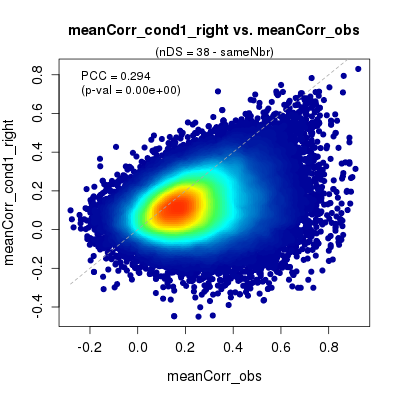 meanCorr_cond1_right vs. meanCorr_obs
(nDS = 38 - sameNbr)
PCC = 0.294
(p-val = 0.00e+00)
meanCorr_cond1_right
0.8
0.6
0.4
0.2
0.0
-0.2
-0.4
-0.2 0.0 0.2 0.4 0.6 0.8
meanCorr_obs